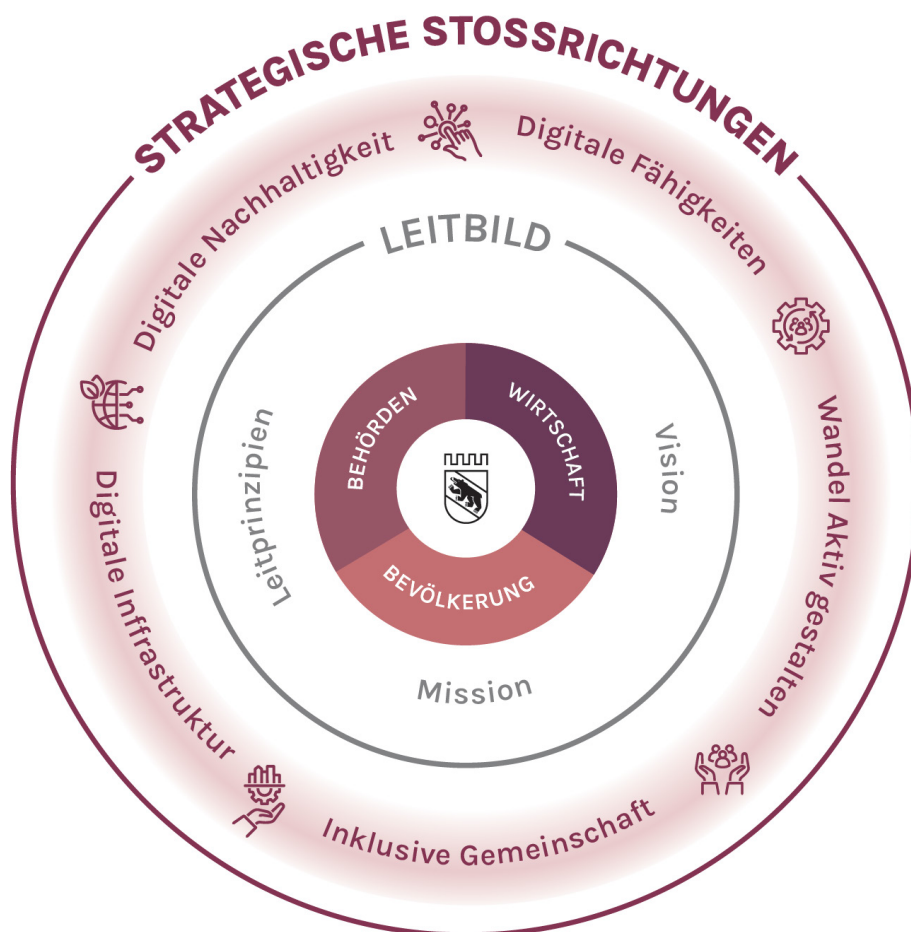 STRATEGISCHE STOSSRICHTUNGEN
Digitale Nachhaltigkeit
Digitale Fähigkeiten
Wandel Aktiv gestalten
Inklusive Gemeinschaft
Digitale Inffrastruktur
LEITBILD
Leitprinzipien
Vision
Mission
BEHÖRDEN
WIRTSCHAFT
BEVÖLKERUNG